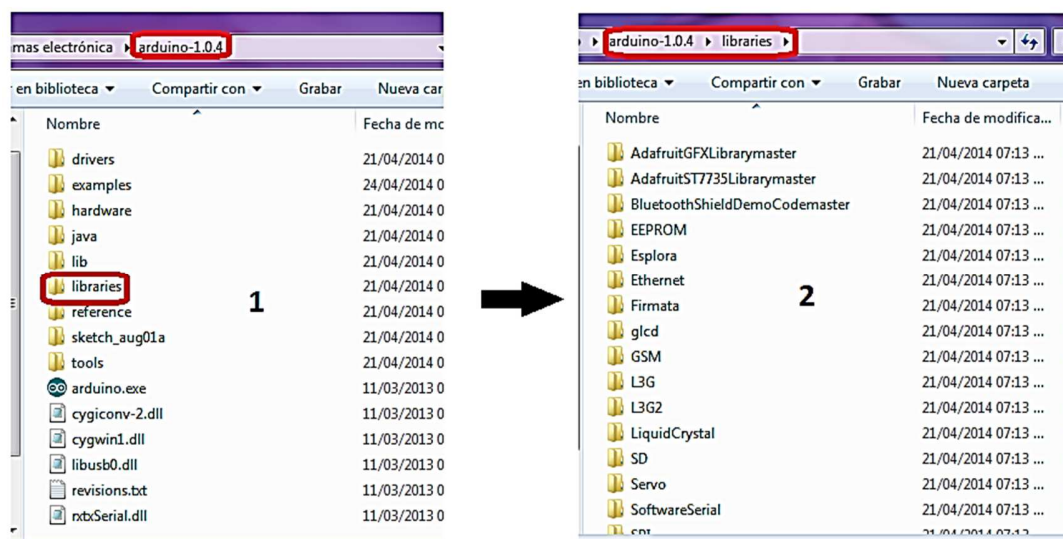 mas electrónica ▸ arduino-1.0.4
en biblioteca ▾ Compartir con ▾ Grabar Nueva car
Nombre Fecha de mc
drivers 21/04/2014 0
examples 24/04/2014 0
hardware 21/04/2014 0
java 21/04/2014 0
lib 21/04/2014 0
libraries 21/04/2014 0
reference 21/04/2014 0
sketch_aug01a 21/04/2014 0
tools 21/04/2014 0
arduino.exe 11/03/2013 0
cygiconv-2.dll 11/03/2013 0
cygwin1.dll 11/03/2013 0
libusb0.dll 11/03/2013 0
revisions.txt 11/03/2013 0
rxtxSerial.dll 11/03/2013 0
1
▸ arduino-1.0.4 ▸ libraries ▸
en biblioteca ▾ Compartir con ▾ Grabar Nueva carpeta
Nombre Fecha de modifica...
AdafruitGFXLibrarymaster 21/04/2014 07:13 ...
AdafruitST7735Librarymaster 21/04/2014 07:13 ...
BluetoothShieldDemoCodemaster 21/04/2014 07:13 ...
EEPROM 21/04/2014 07:13 ...
Esplora 21/04/2014 07:13 ...
Ethernet 21/04/2014 07:13 ...
Firmata 21/04/2014 07:13 ...
glcd 21/04/2014 07:13 ...
GSM 21/04/2014 07:13 ...
L3G 21/04/2014 07:13 ...
L3G2 21/04/2014 07:13 ...
LiquidCrystal 21/04/2014 07:13 ...
SD 21/04/2014 07:13 ...
Servo 21/04/2014 07:13 ...
SoftwareSerial 21/04/2014 07:13 ...
2